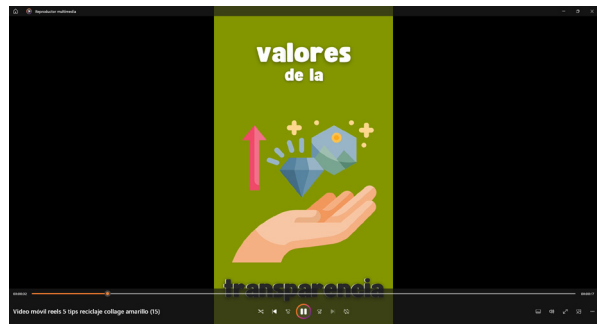 Reproductor multimedia
valores
de la
transparencia
Video móvil reels 5 tips reciclaje collage amarillo (15)